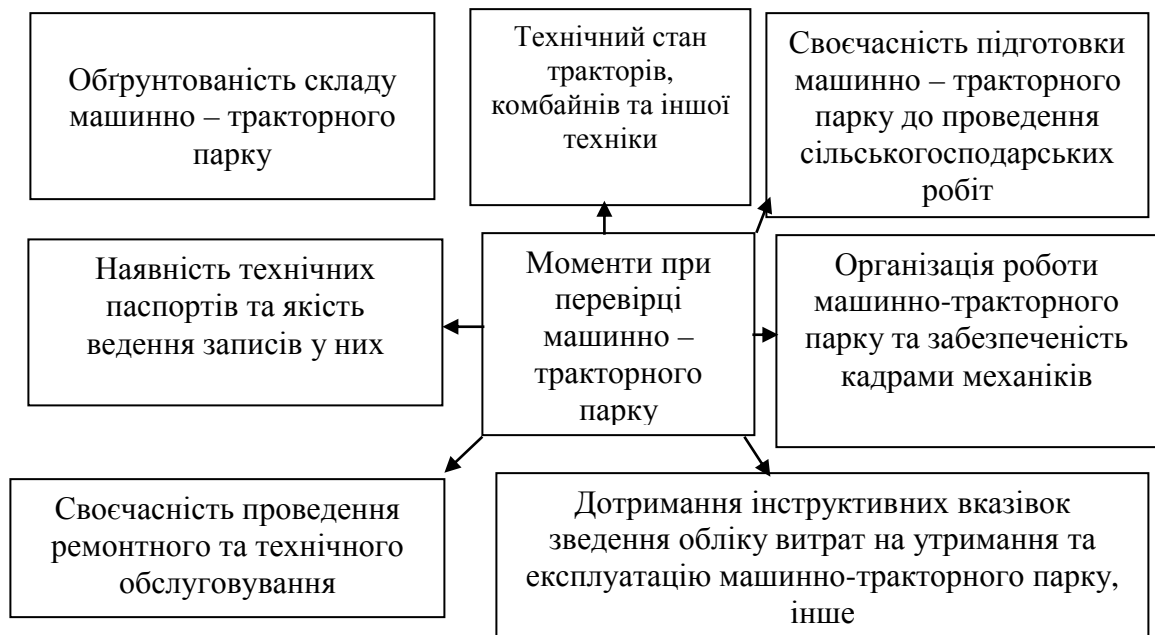 Обґрунтованість складу
машинно – тракторного
парку
Технічний стан
тракторів,
комбайнів та іншої
техніки
Своєчасність підготовки
машинно – тракторного
парку до проведення
сільськогосподарських
робіт
Наявність технічних
паспортів та якість
ведення записів у них
Моменти при
перевірці
машинно –
тракторного
парку
Організація роботи
машинно-тракторного
парку та забезпеченість
кадрами механіків
Своєчасність проведення
ремонтного та технічного
обслуговування
Дотримання інструктивних вказівок
зведення обліку витрат на утримання та
експлуатацію машинно-тракторного парку,
інше